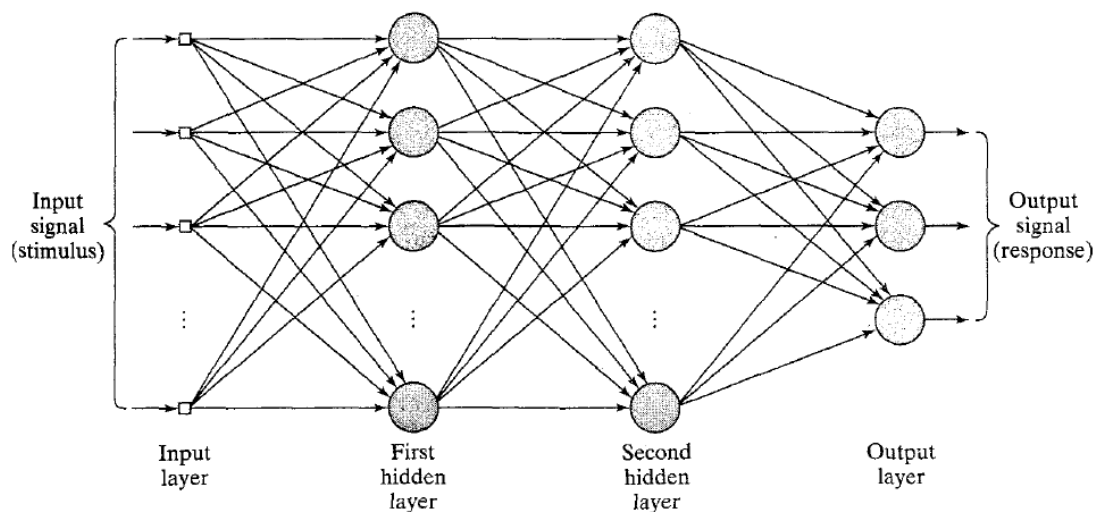 Input
signal
(stimulus)
⋮
⋮
⋮
Output
signal
(response)
Input
layer
First
hidden
layer
Second
hidden
layer
Output
layer